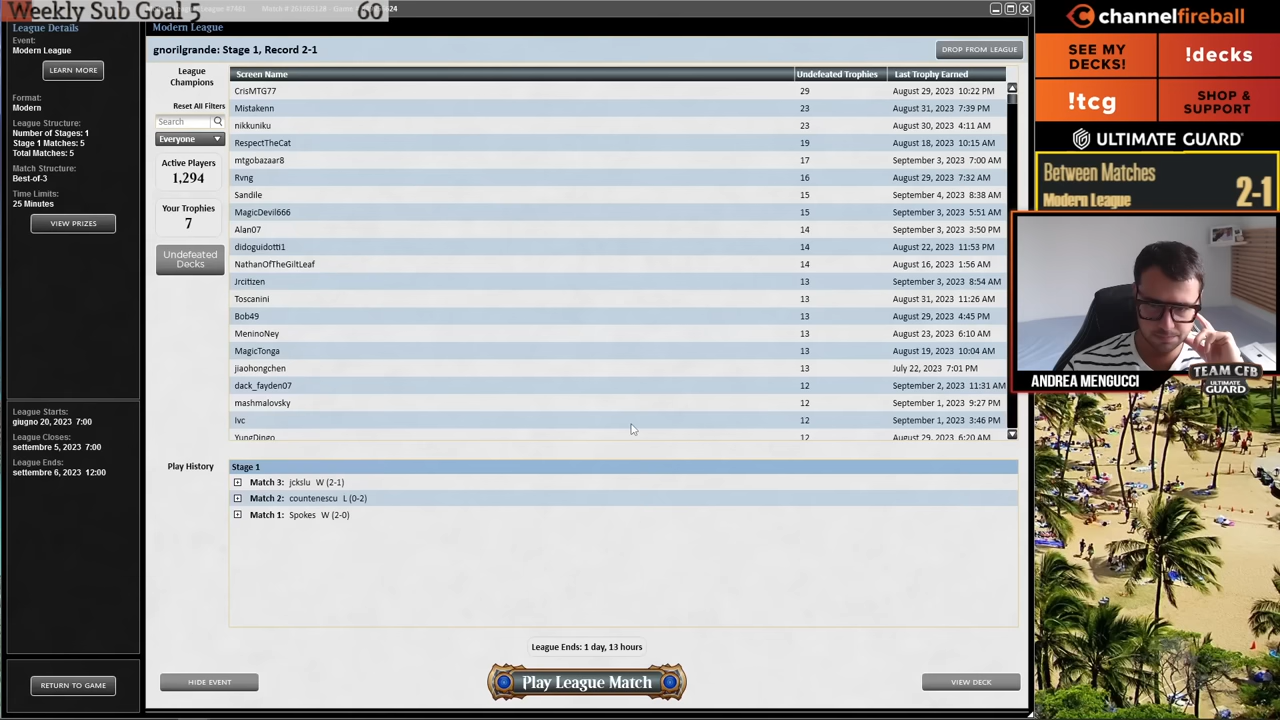 Weekly Sub Goal 5 60
League Details
Event:
Modern League
LEARN MORE
Format:
Modern
League Structure:
Number of Stages: 1
Stage 1 Matches: 5
Total Matches: 5
Match Structure:
Best-of-3
Time Limits:
25 Minutes
VIEW PRIZES
League Starts:
giugno 20, 2023 7:00
League Closes:
settembre 5, 2023 7:00
League Ends:
settembre 6, 2023 12:00
RETURN TO GAME
Modern League
gnorilgrande: Stage 1, Record 2-1
DROP FROM LEAGUE
League
Champions
Reset All Filters
Search
Everyone
Active Players
1,294
Your Trophies
7
Undefeated
Decks
Screen Name Undefeated Trophies Last Trophy Earned
CrisMTG77 29 August 29, 2023 10:22 PM
Mistakenn 23 August 31, 2023 7:39 PM
nikkuniku 23 August 30, 2023 4:11 AM
RespectTheCat 19 August 18, 2023 10:15 AM
mtgobazaar8 17 September 3, 2023 7:00 AM
Rvng 16 August 29, 2023 7:32 AM
Sandile 15 September 4, 2023 8:38 AM
MagicDevil666 15 September 3, 2023 5:51 AM
Alan07 14 September 3, 2023 3:50 PM
didoguidotti1 14 August 22, 2023 11:53 PM
NathanOfTheGiltLeaf 14 August 16, 2023 1:56 AM
Jrcitizen 13 September 3, 2023 8:54 AM
Toscanini 13 August 31, 2023 11:26 AM
Bob49 13 August 29, 2023 4:45 PM
MeninoNey 13 August 23, 2023 6:10 AM
MagicTonga 13 August 19, 2023 10:04 AM
jiaohongchen 13 July 22, 2023 7:01 PM
dack_fayden07 12 September 2, 2023 11:31 AM
mashmalovsky 12 September 1, 2023 9:27 PM
lvc 12 September 1, 2023 3:46 PM
YungDingo 12 August 29, 2023 6:20 AM
Play History
Stage 1
Match 3: jckslu W (2-1)
Match 2: countenescu L (0-2)
Match 1: Spokes W (2-0)
League Ends: 1 day, 13 hours
HIDE EVENT
Play League Match
VIEW DECK
channelfireball
SEE MY
DECKS!
!decks
!tcg
SHOP &
SUPPORT
ULTIMATE GUARD
Between Matches
Modern League
2-1
ANDREA MENGUCCI
TEAM CFB
ULTIMATE
GUARD